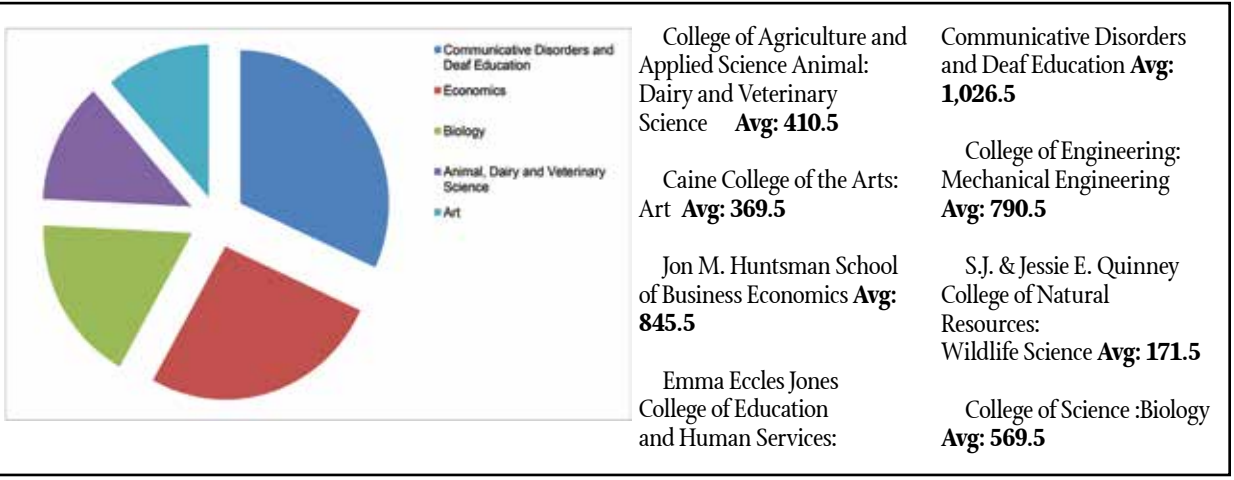 Communicative Disorders and
Deaf Education
Economics
Biology
Animal, Dairy and Veterinary
Science
Art
College of Agriculture and
Applied Science Animal:
Dairy and Veterinary
Science Avg: 410.5
Caine College of the Arts:
Art Avg: 369.5
Jon M. Huntsman School
of Business Economics Avg:
845.5
Emma Eccles Jones
College of Education
and Human Services:
Communicative Disorders
and Deaf Education Avg:
1,026.5
College of Engineering:
Mechanical Engineering
Avg: 790.5
S.J. & Jessie E. Quinney
College of Natural
Resources:
Wildlife Science Avg: 171.5
College of Science :Biology
Avg: 569.5